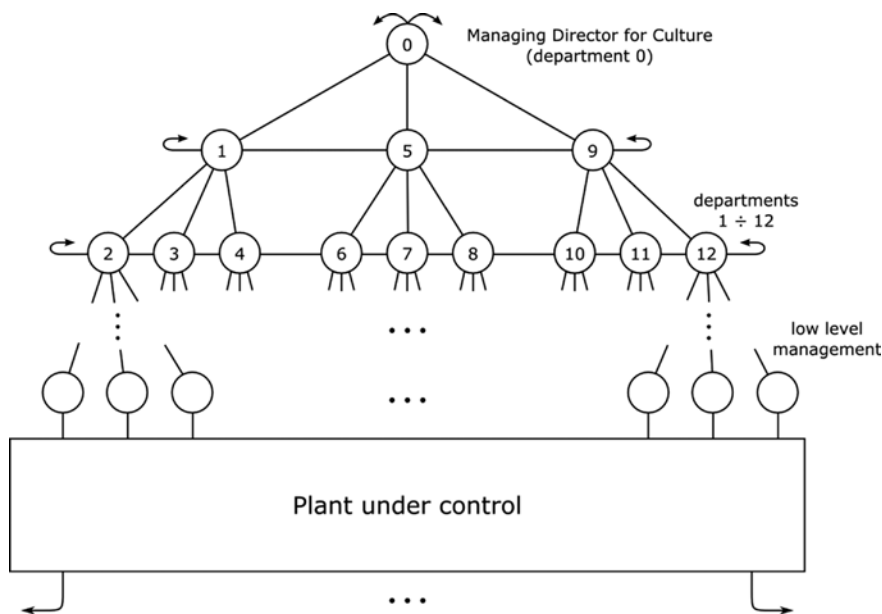 0
Managing Director for Culture
(department 0)
1
5
9
departments
1 ÷ 12
2
3
4
6
7
8
10
11
12
low level
management
Plant under control